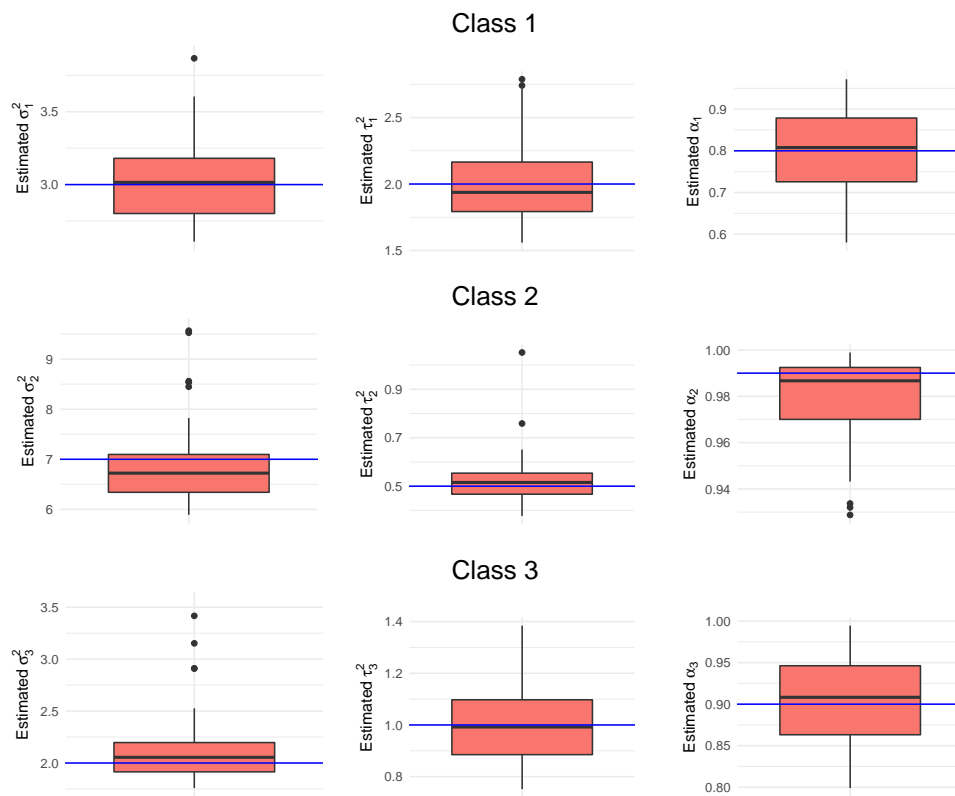 Class 1
Estimated σ₁²
3.5
3.0
Estimated τ₁²
2.5
2.0
1.5
Estimated α₁
0.9
0.8
0.7
0.6
Class 2
Estimated σ₂²
9
8
7
6
Estimated τ₂²
0.9
0.7
0.5
Estimated α₂
1.00
0.98
0.96
0.94
Class 3
Estimated σ₃²
3.5
3.0
2.5
2.0
Estimated τ₃²
1.4
1.2
1.0
0.8
Estimated α₃
1.00
0.95
0.90
0.85
0.80